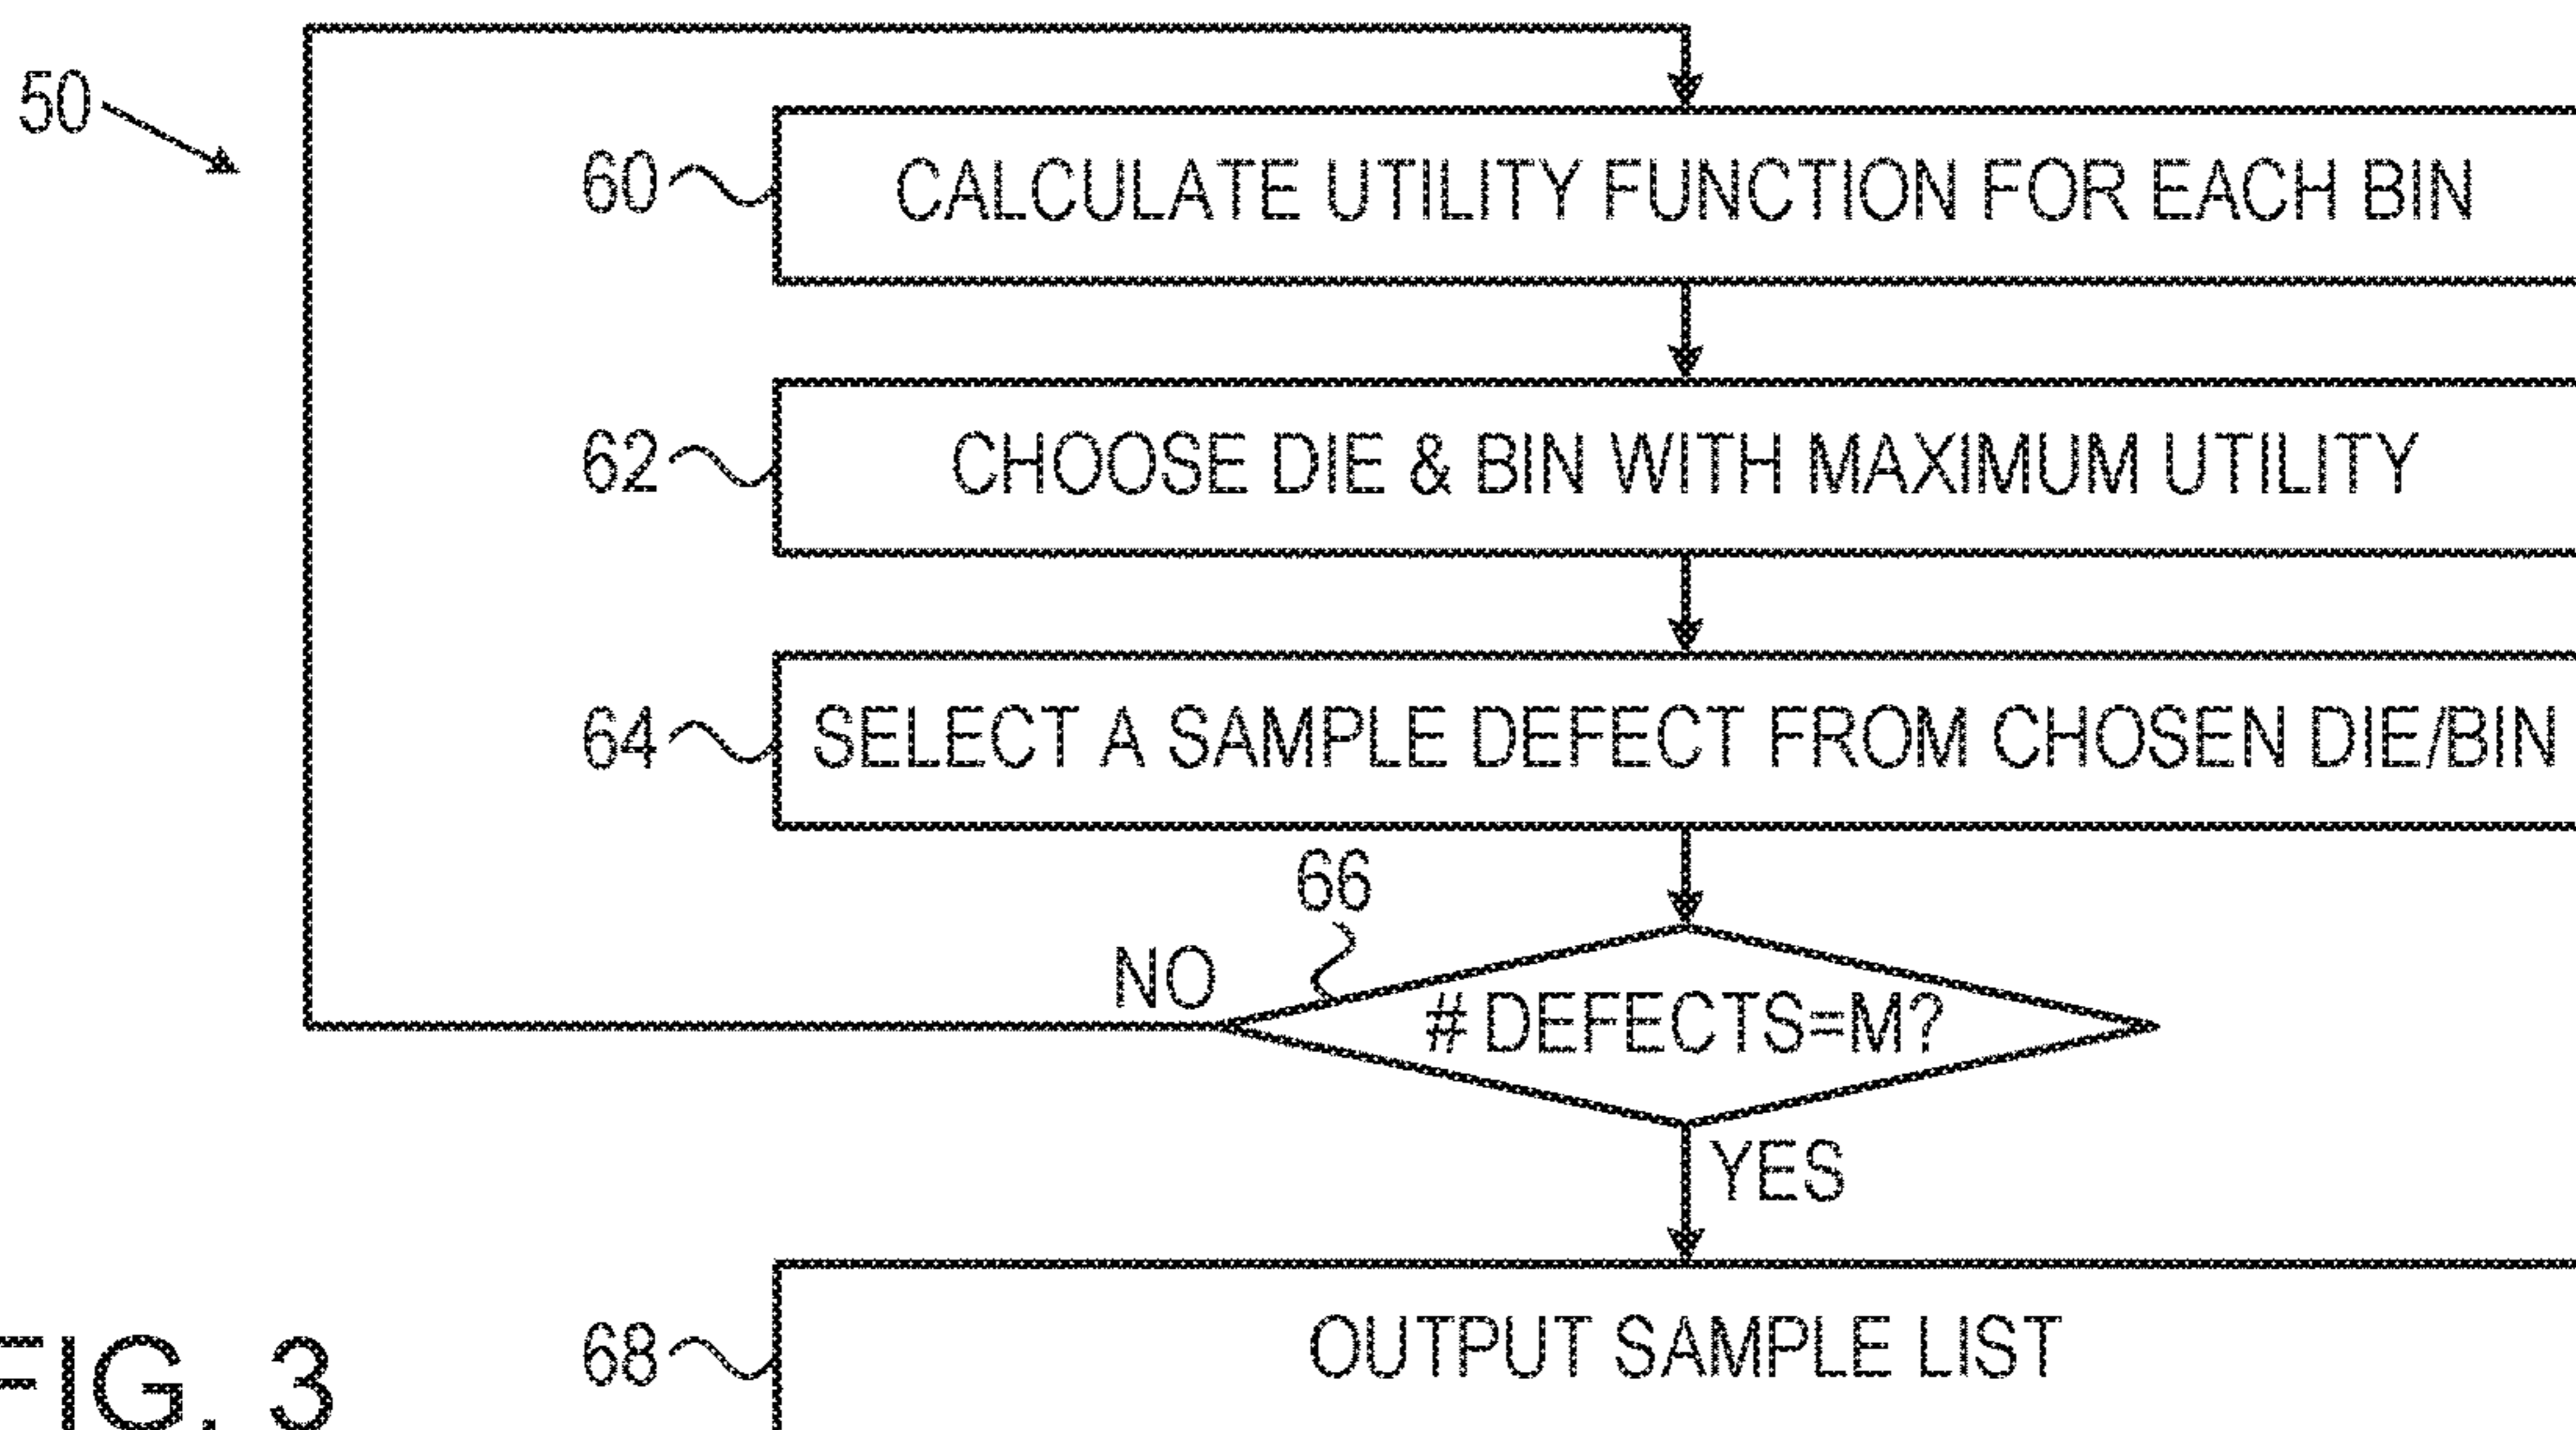 50
60
CALCULATE UTILITY FUNCTION FOR EACH BIN
62
CHOOSE DIE & BIN WITH MAXIMUM UTILITY
64
SELECT A SAMPLE DEFECT FROM CHOSEN DIE/BIN
66
NO
# DEFECTS=M?
YES
68
OUTPUT SAMPLE LIST
FIG. 3